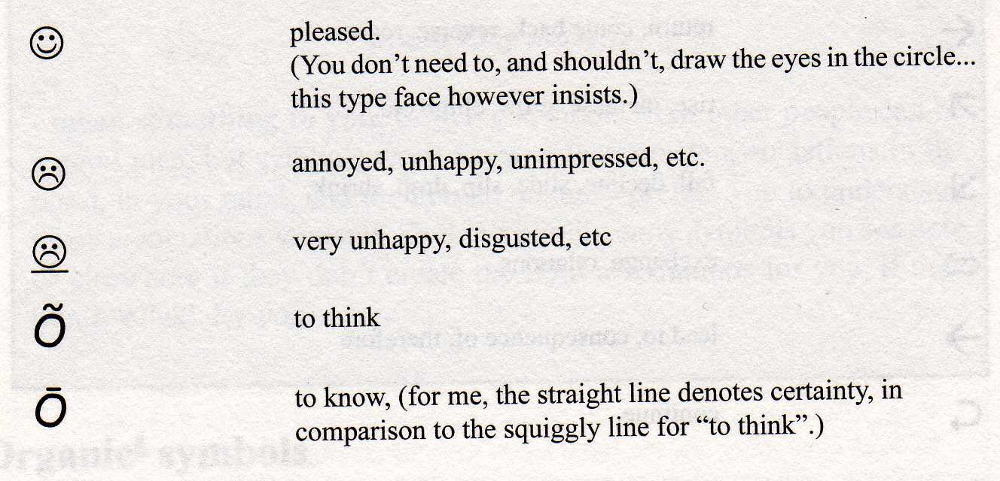 ☺ pleased.
(You don't need to, and shouldn't, draw the eyes in the circle...
this type face however insists.)
☹ annoyed, unhappy, unimpressed, etc.
☹ very unhappy, disgusted, etc
Õ to think
Ō to know, (for me, the straight line denotes certainty, in
comparison to the squiggly line for “to think”.)